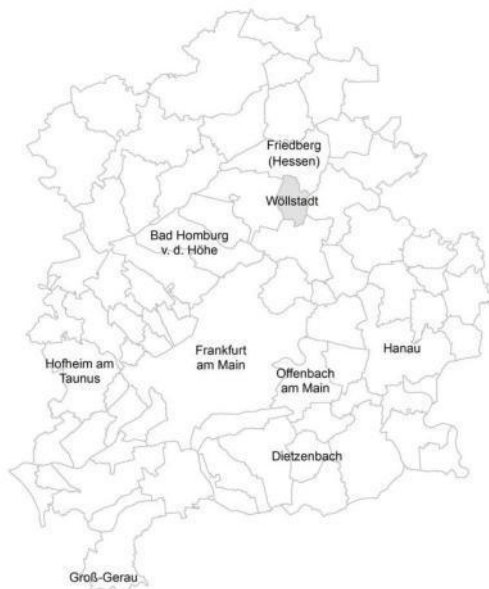 Friedberg
(Hessen)
Wöllstadt
Bad Homburg
v. d. Höhe
Hofheim am
Taunus
Frankfurt
am Main
Offenbach
am Main
Hanau
Dietzenbach
Groß-Gerau